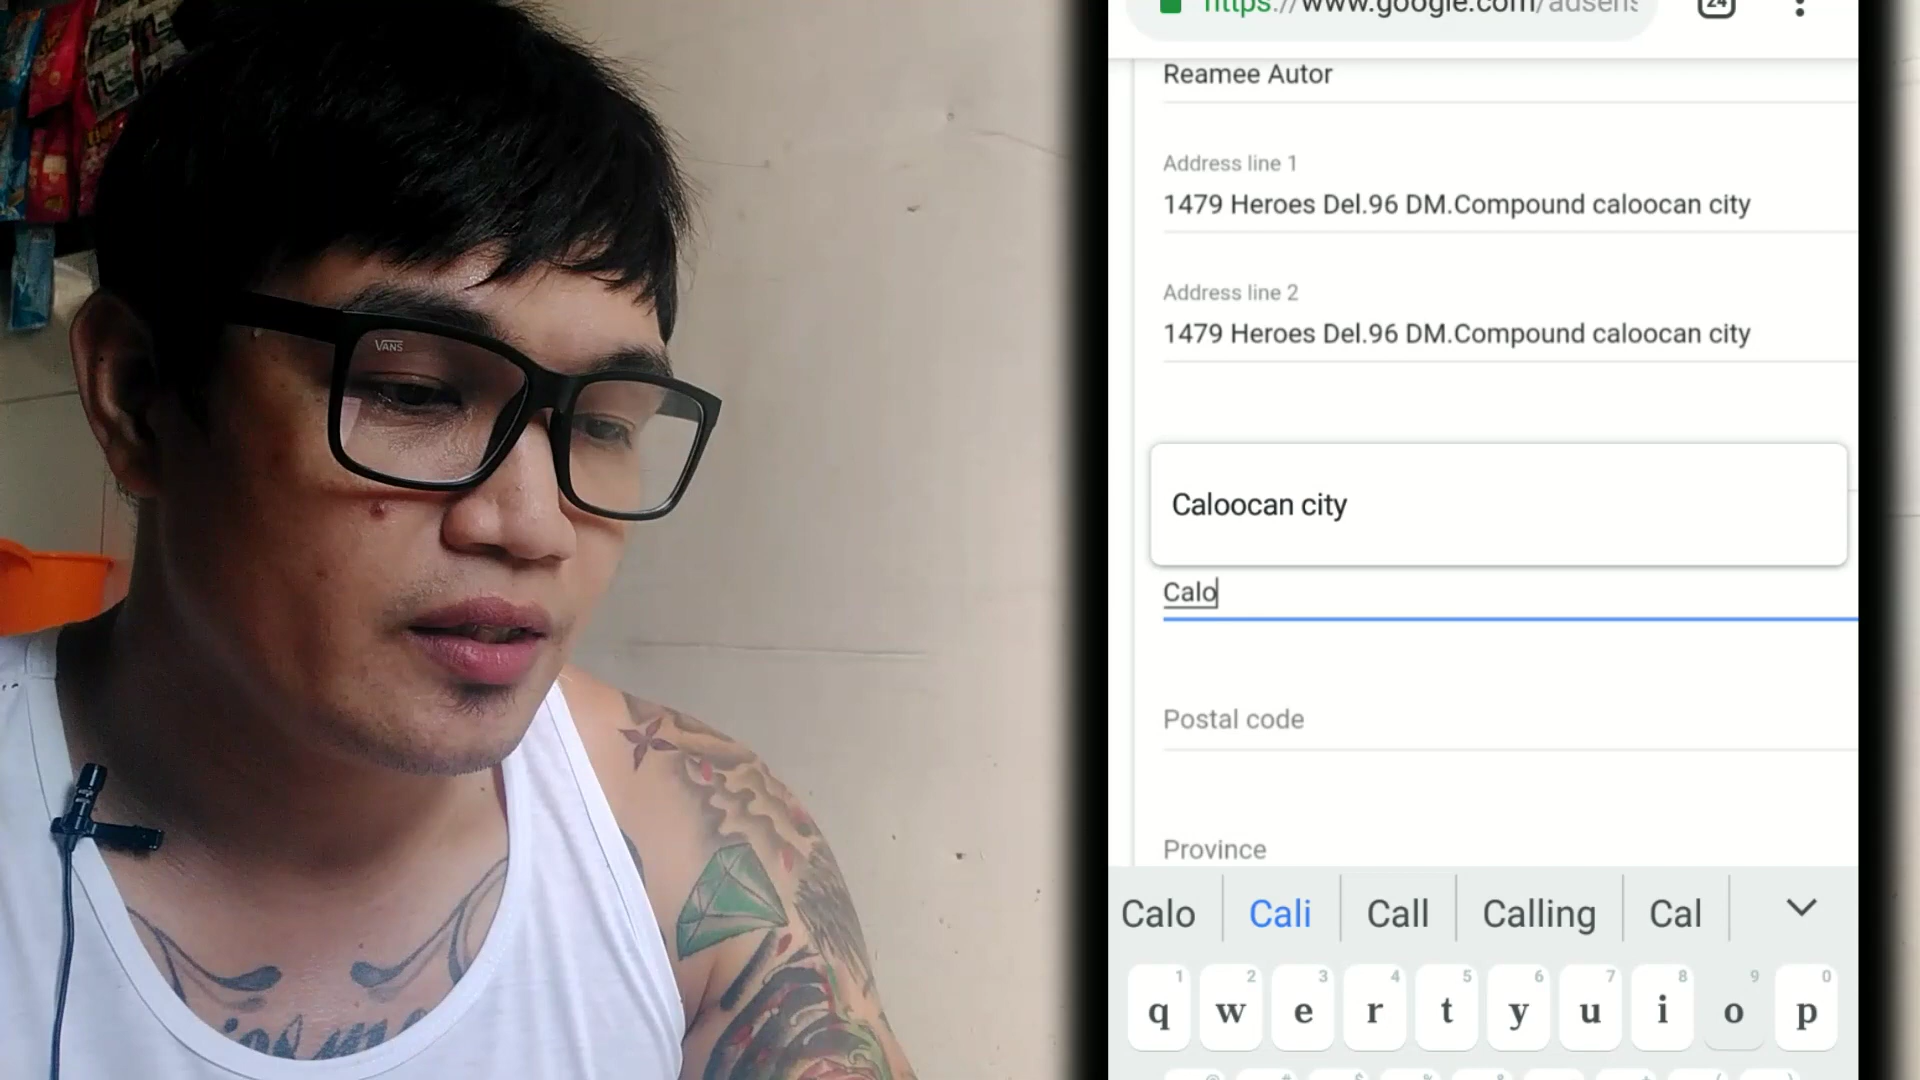 VANS
https://www.google.com/adsens
24
Reamee Autor
Address line 1
1479 Heroes Del.96 DM.Compound caloocan city
Address line 2
1479 Heroes Del.96 DM.Compound caloocan city
Caloocan city
Calo
Postal code
Province
Calo Cali Call Calling Cal
1 2 3 4 5 6 7 8 9 0
q w e r t y u i o p